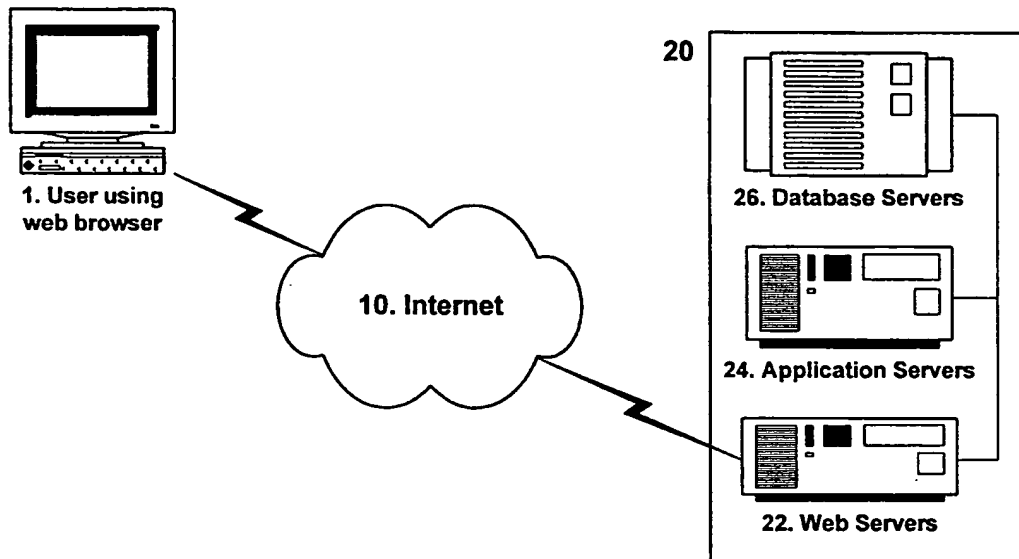 20
1. User using
web browser
26. Database Servers
10. Internet
24. Application Servers
22. Web Servers